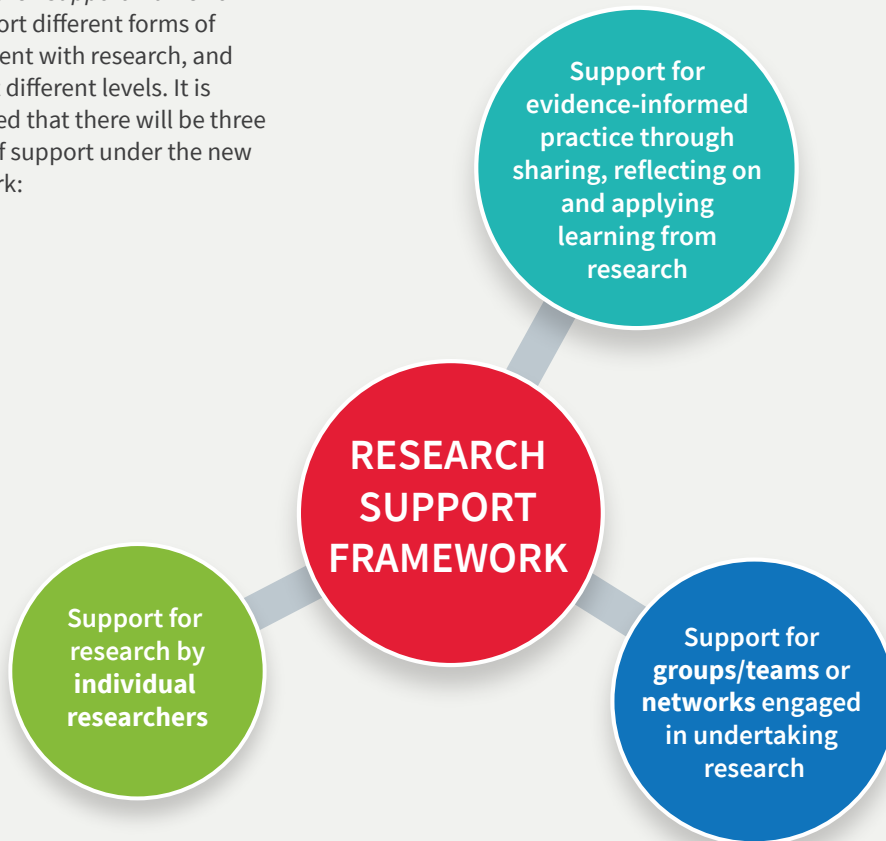 ort different forms of
ent with research, and
different levels. It is
ed that there will be three
f support under the new
rk:
Support for
evidence-informed
practice through
sharing, reflecting on
and applying
learning from
research
RESEARCH
SUPPORT
FRAMEWORK
Support for
research by
individual
researchers
Support for
groups/teams or
networks engaged
in undertaking
research